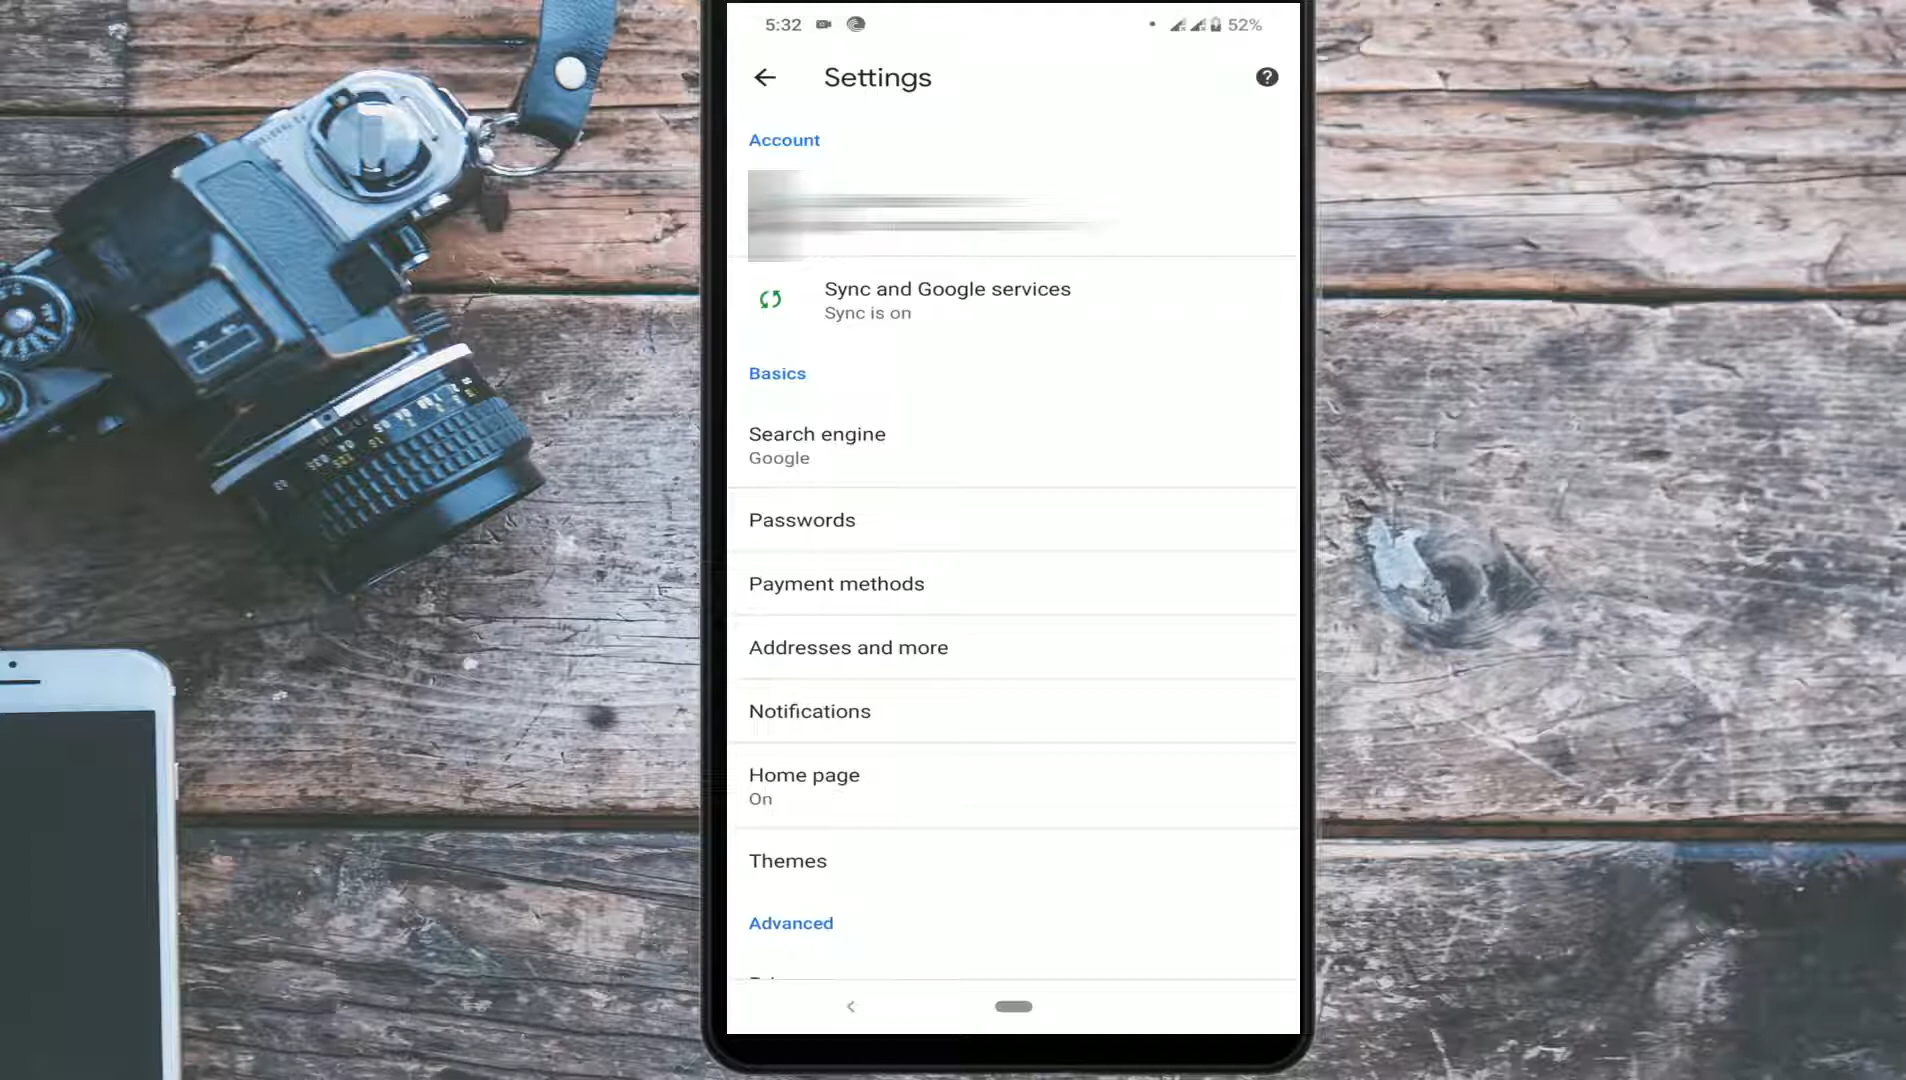 5:32
52%
Settings
Account
Sync and Google services
Sync is on
Basics
Search engine
Google
Passwords
Payment methods
Addresses and more
Notifications
Home page
On
Themes
Advanced